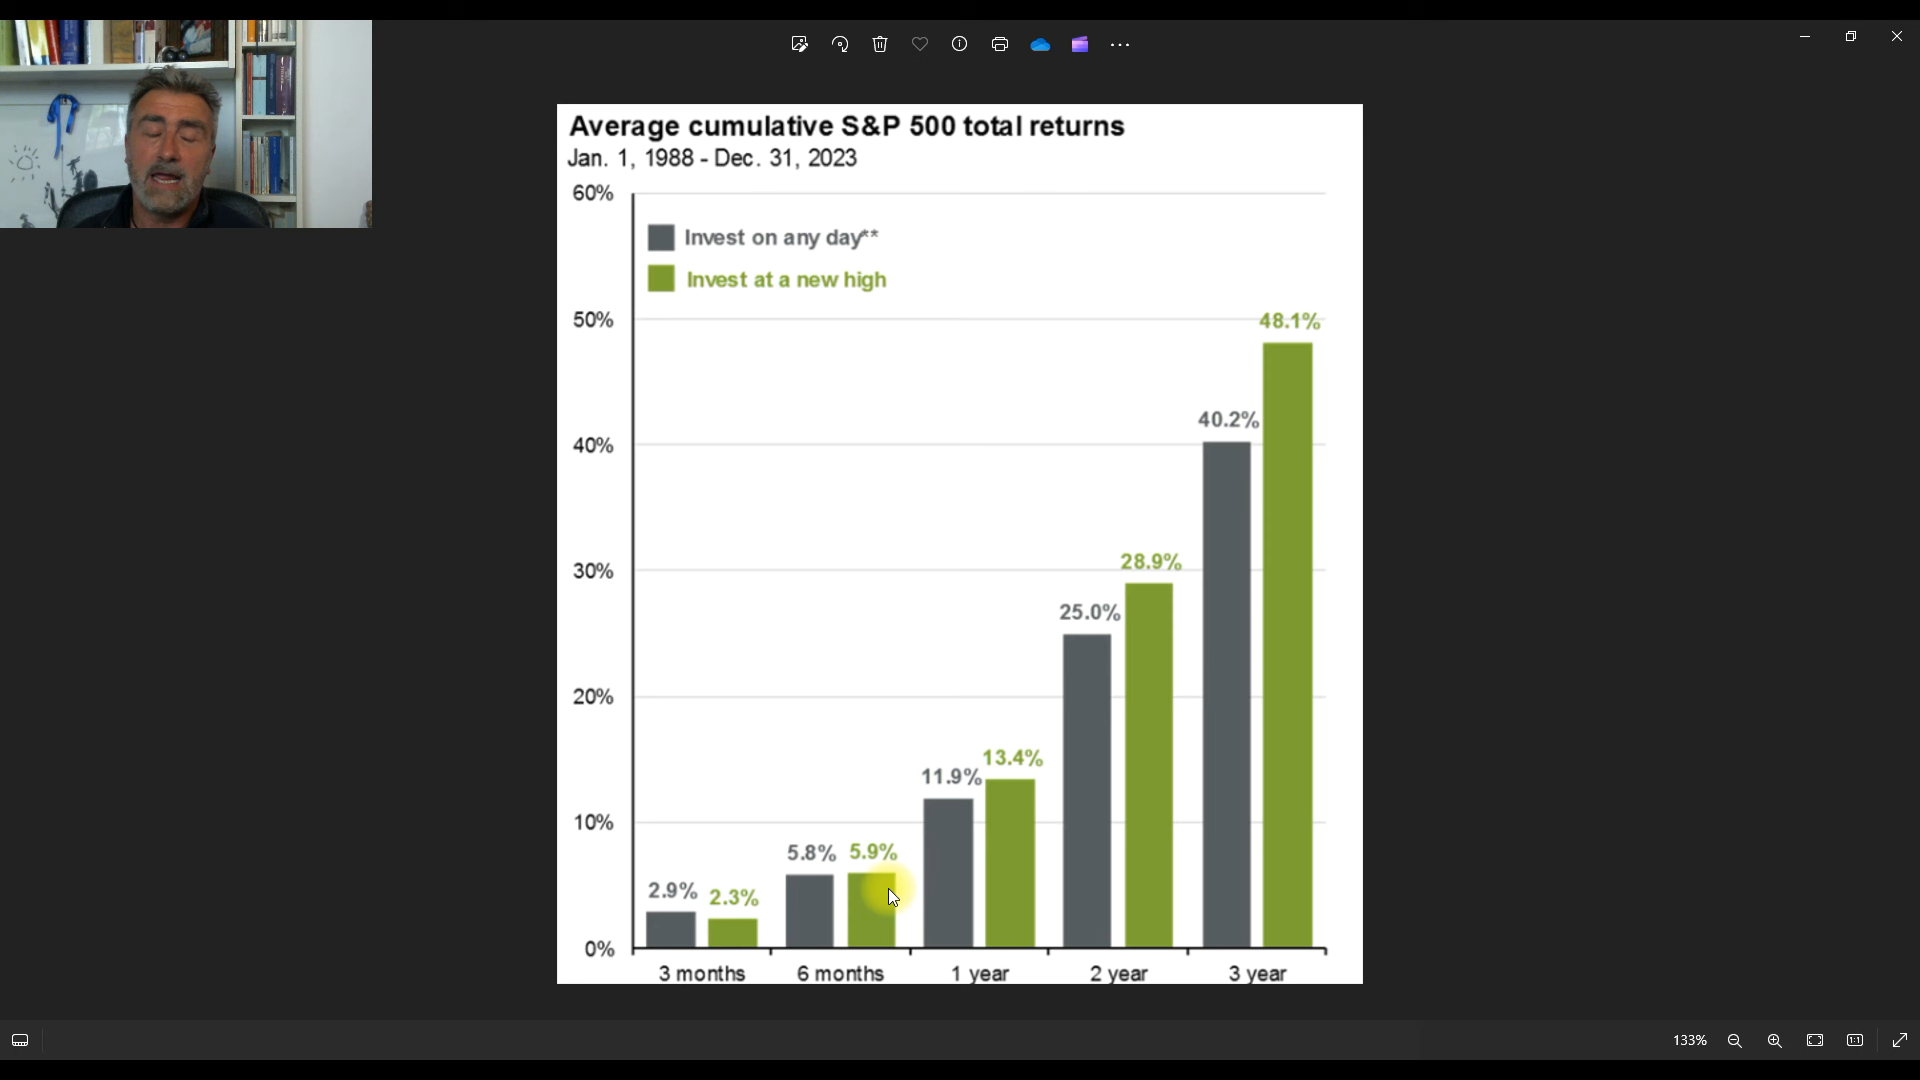 Average cumulative S&P 500 total returns
Jan. 1, 1988 - Dec. 31, 2023
60%
Invest on any day**
Invest at a new high
50%
48.1%
40.2%
40%
30%
28.9%
25.0%
20%
13.4%
11.9%
10%
5.8%
5.9%
2.9%
2.3%
0%
3 months
6 months
1 year
2 year
3 year
133%
1:1